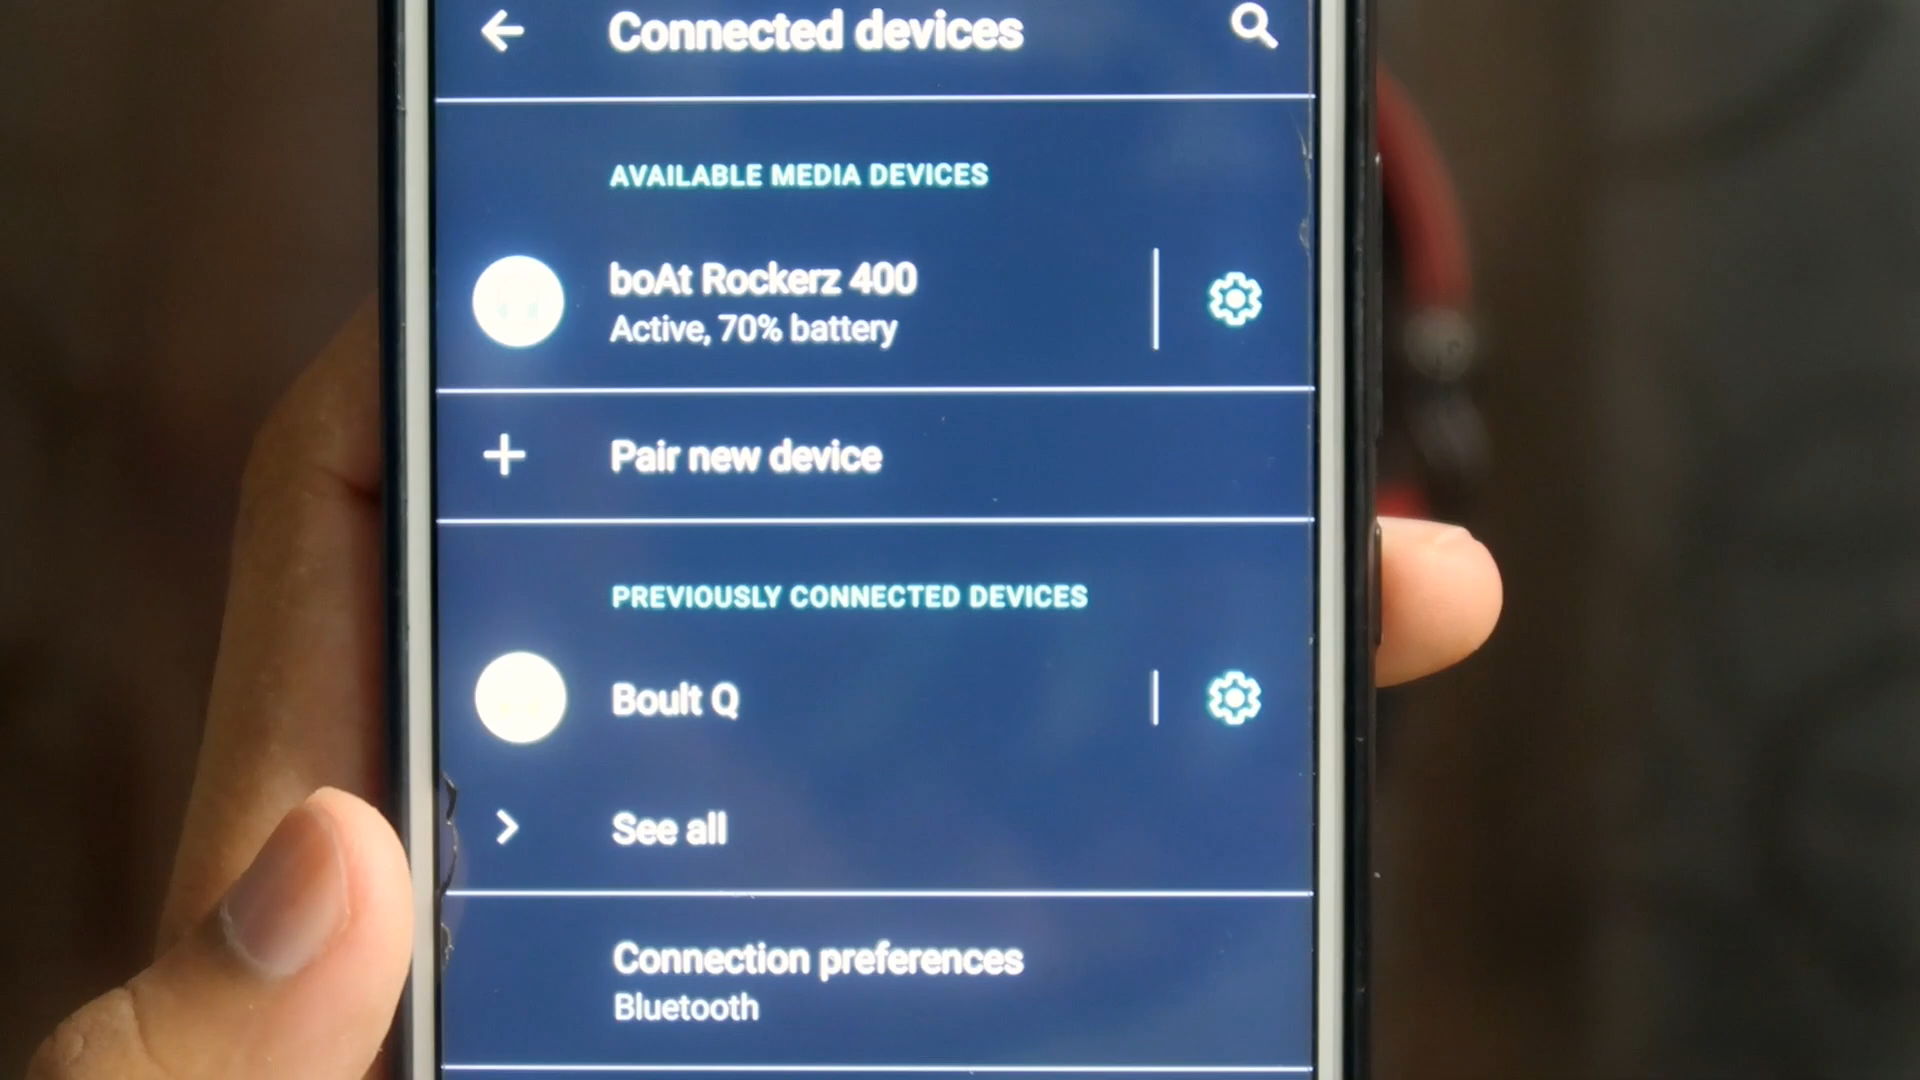 Connected devices
AVAILABLE MEDIA DEVICES
boAt Rockerz 400
Active, 70% battery
Pair new device
PREVIOUSLY CONNECTED DEVICES
Boult Q
See all
Connection preferences
Bluetooth